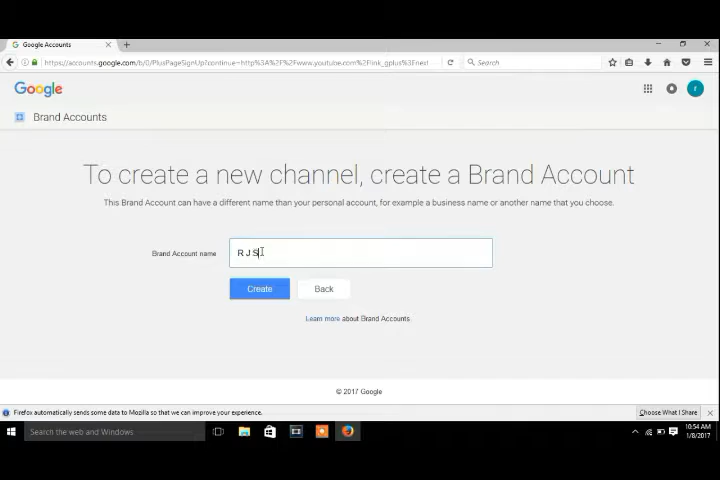 Google Accounts
https://accounts.google.com/b/0/PlusPageSignUp?continue=http%3A%2F%2Fwww.youtube.com%2Flink_gplus%3Fnext
Search
Google
r
Brand Accounts
To create a new channel, create a Brand Account
This Brand Account can have a different name than your personal account, for example a business name or another name that you choose.
Brand Account name
R J S
Create
Back
Learn more about Brand Accounts
© 2017 Google
Firefox automatically sends some data to Mozilla so that we can improve your experience.
Choose What I Share
Search the web and Windows
10:54 AM
1/8/2017